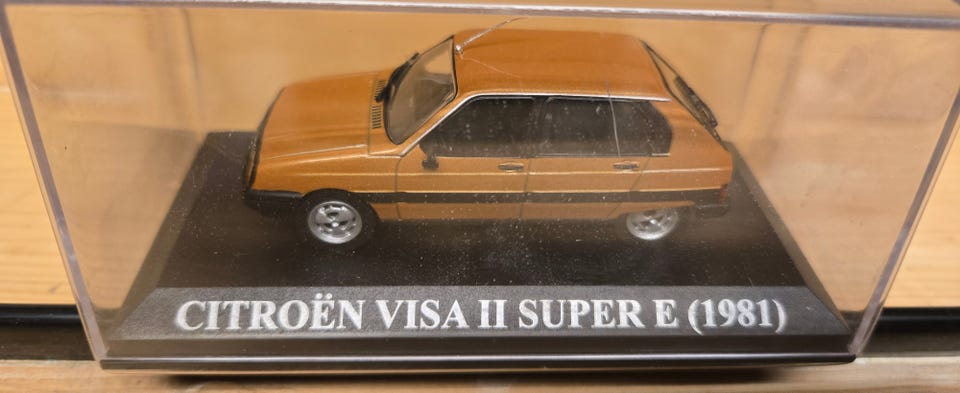 CITROËN VISA II SUPER E (1981)